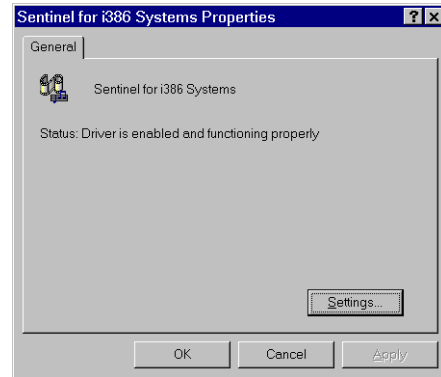 Sentinel for i386 Systems Properties
General
Sentinel for i386 Systems
Status: Driver is enabled and functioning properly
Settings...
OK Cancel Apply